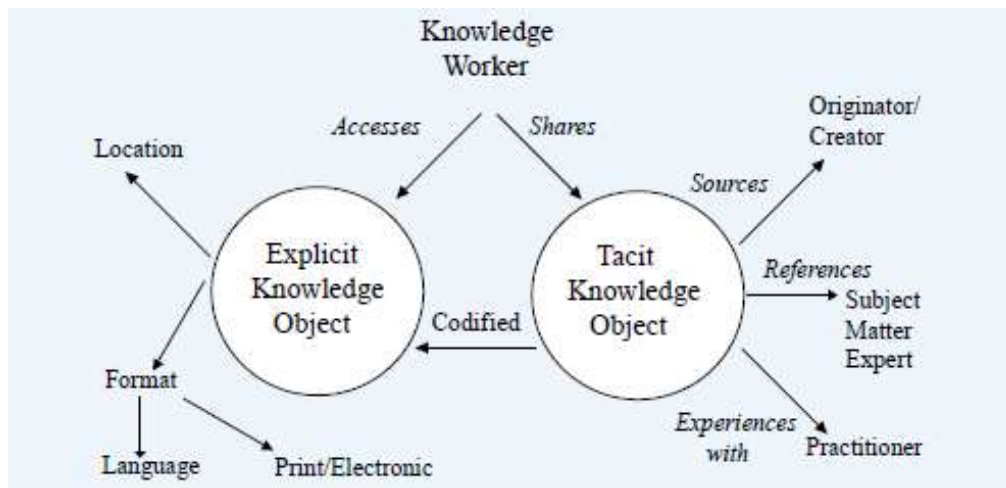 Knowledge
Worker
Accesses
Shares
Originator/
Creator
Location
Sources
Explicit
Knowledge
Object
Tacit
Knowledge
Object
References
Subject
Matter
Expert
Codified
Format
Experiences
with
Practitioner
Language
Print/Electronic